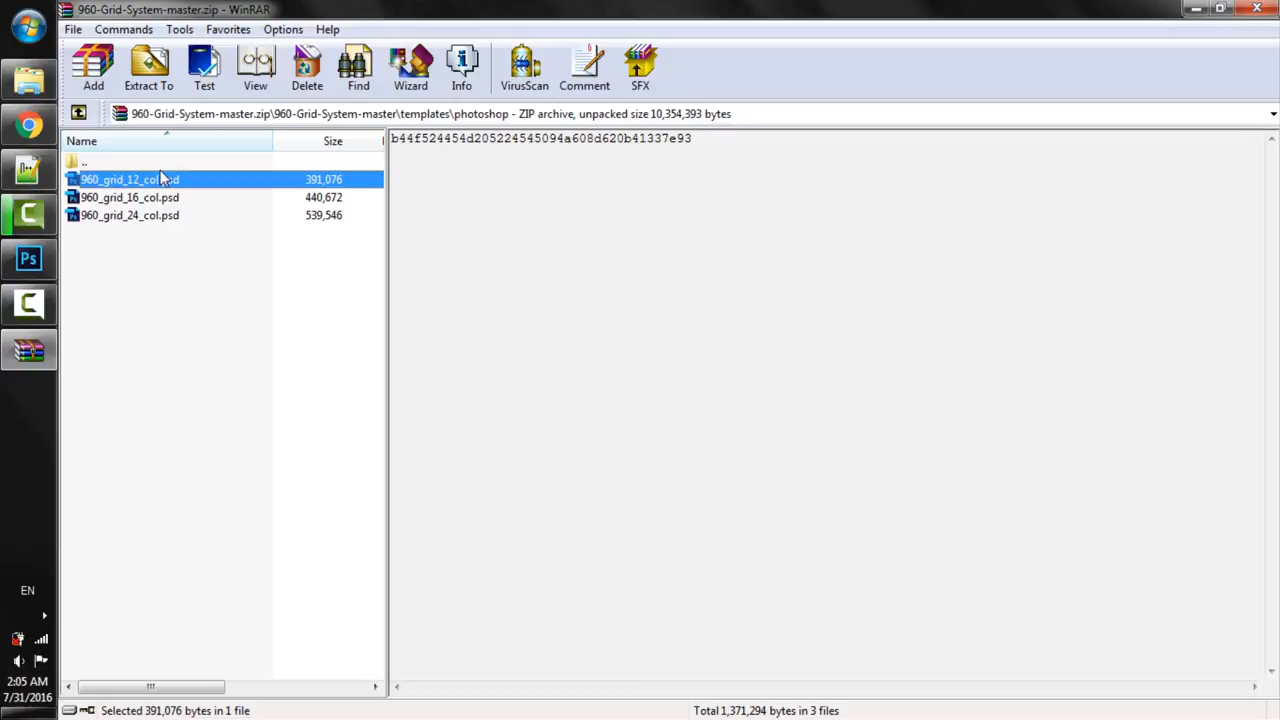 960-Grid-System-master.zip - WinRAR
File Commands Tools Favorites Options Help
Add Extract To Test View Delete Find Wizard Info VirusScan Comment SFX
960-Grid-System-master.zip\960-Grid-System-master\templates\photoshop - ZIP archive, unpacked size 10,354,393 bytes
Name Size
b44f524454d205224545094a608d620b41337e93
..
960_grid_12_col.psd 391,076
960_grid_16_col.psd 440,672
960_grid_24_col.psd 539,546
Ps
EN
2:05 AM
7/31/2016
Selected 391,076 bytes in 1 file
Total 1,371,294 bytes in 3 files